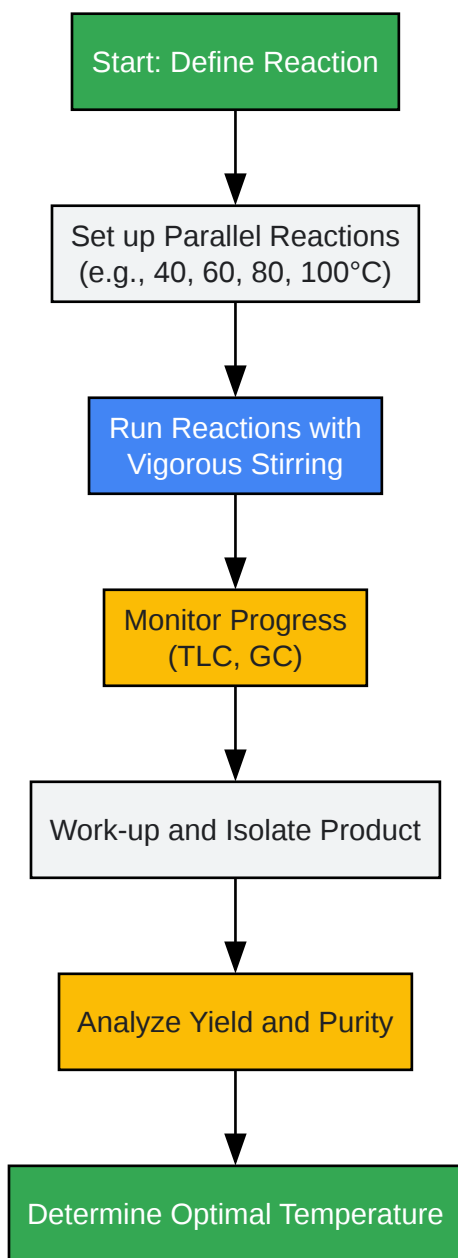 Start: Define Reaction
Set up Parallel Reactions
(e.g., 40, 60, 80, 100°C)
Run Reactions with
Vigorous Stirring
Monitor Progress
(TLC, GC)
Work-up and Isolate Product
Analyze Yield and Purity
Determine Optimal Temperature